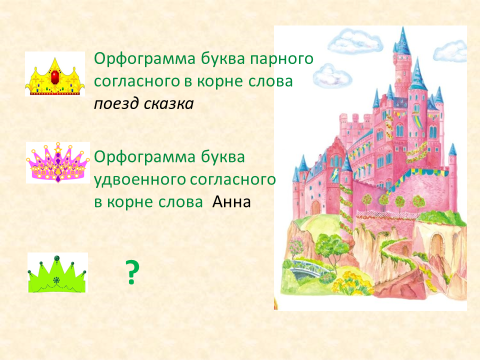 Орфограмма буква парного
согласного в корне слова
поезд сказка
Орфограмма буква
удвоенного согласного
в корне слова Анна
?